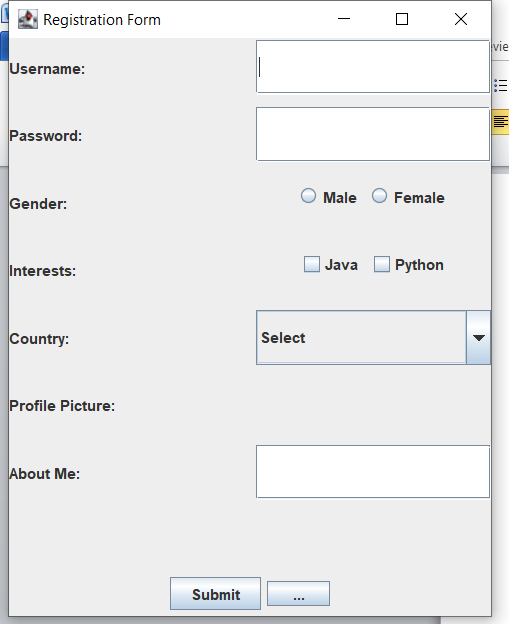 Registration Form
Username:
Password:
Gender: Male Female
Interests: Java Python
Country: Select
Profile Picture:
About Me:
Submit ...